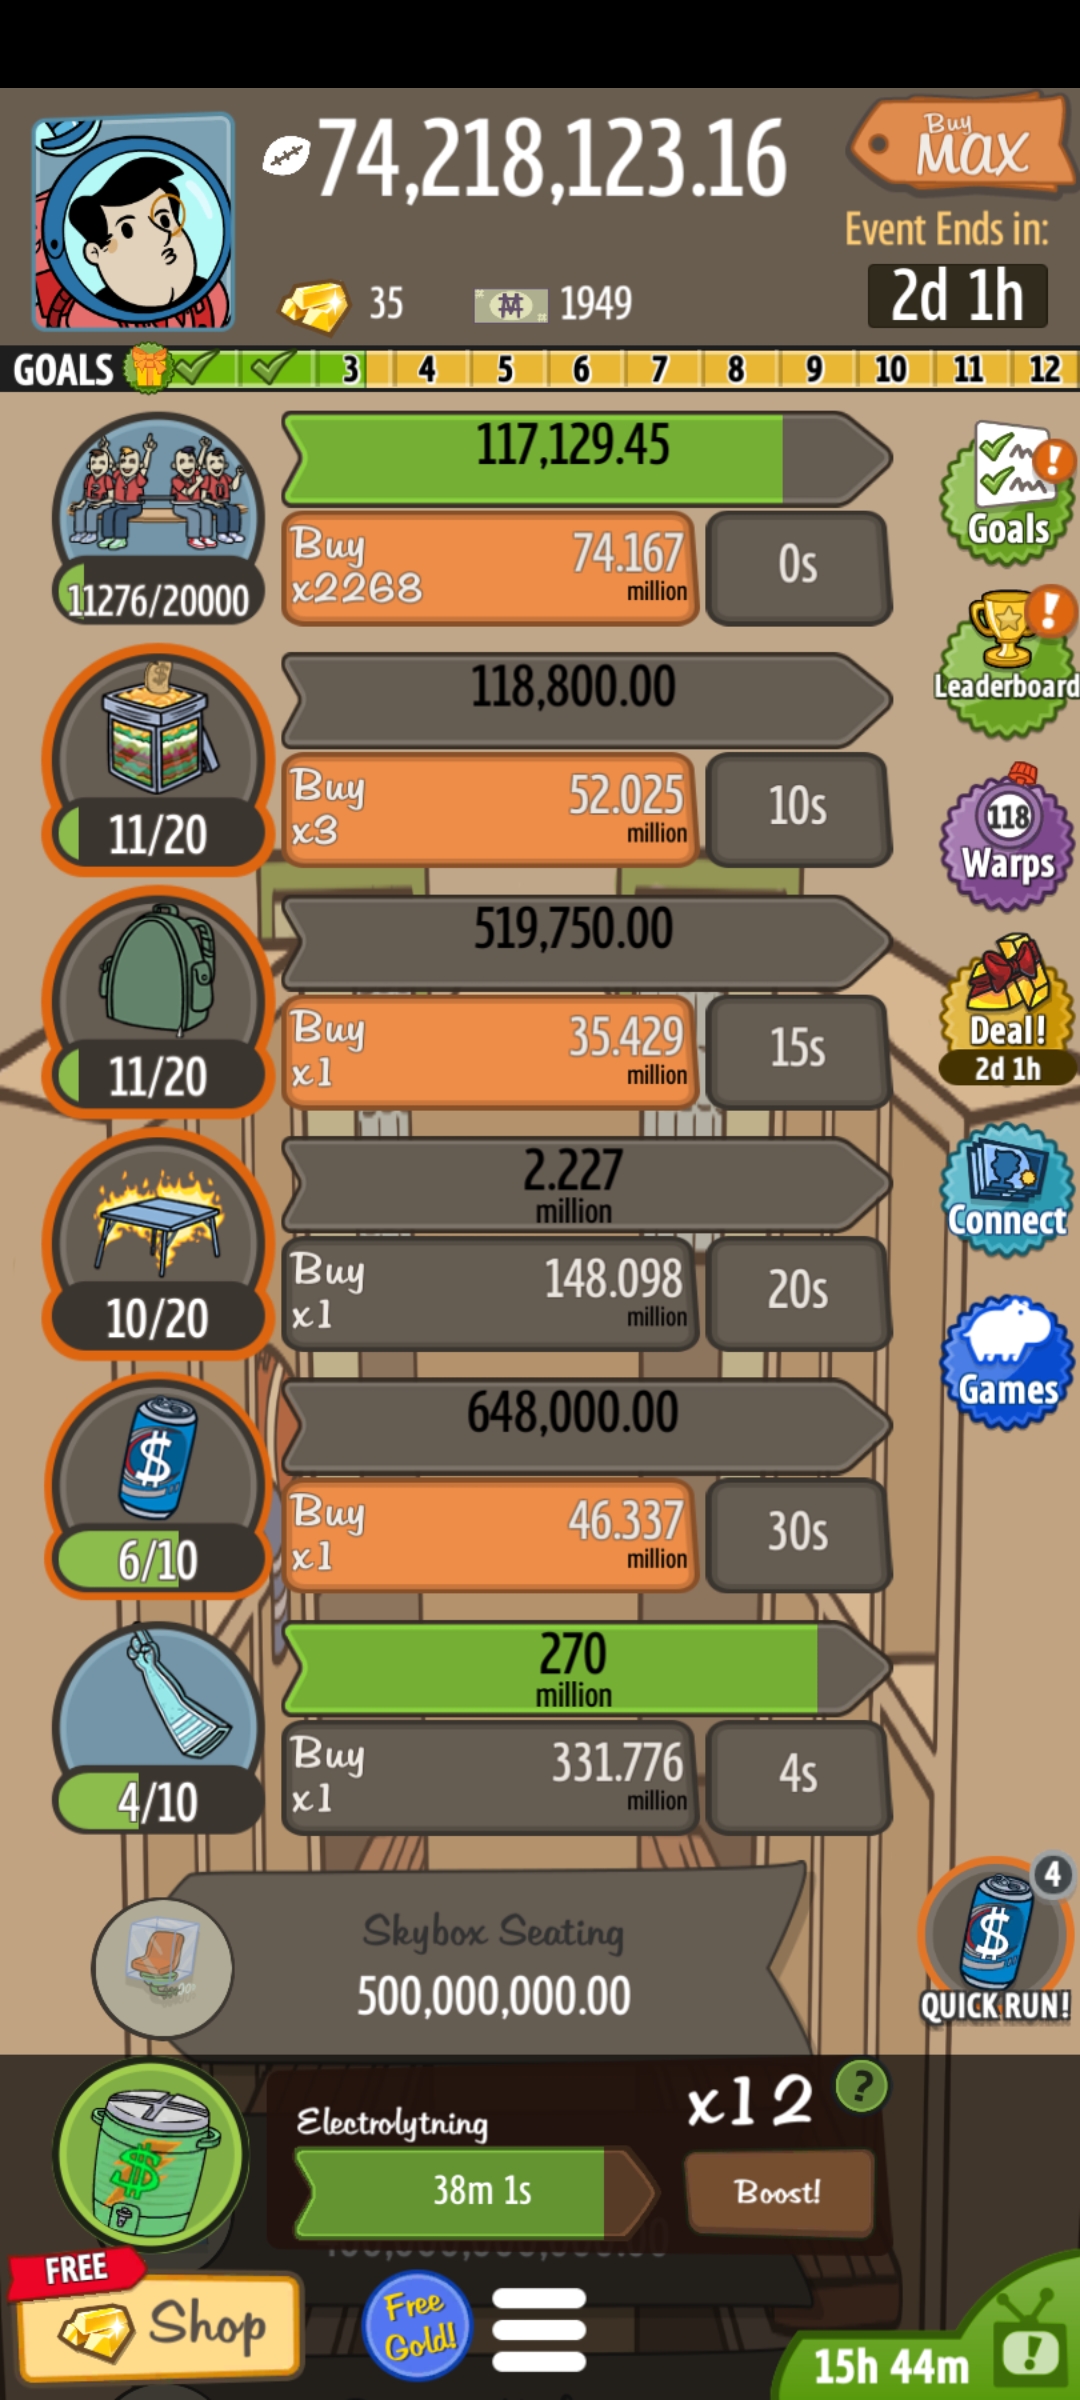 74,218,123.16
Buy
MAX
Event Ends in:
2d 1h
35
1949
GOALS 3 4 5 6 7 8 9 10 11 12
117,129.45
Buy
x2268
74.167
million
0s
11276/20000
Goals
118,800.00
Buy
x3
52.025
million
10s
11/20
Leaderboard
519,750.00
Buy
x1
35.429
million
15s
11/20
118
Warps
2.227
million
Buy
x1
148.098
million
20s
10/20
Deal!
2d 1h
648,000.00
Buy
x1
46.337
million
30s
6/10
Connect
270
million
Buy
x1
331.776
million
4s
4/10
Games
Skybox Seating
500,000,000.00
4
QUICK RUN!
Electrolytning
x12
?
38m 1s
Boost!
FREE
Shop
Free
Gold!
15h 44m